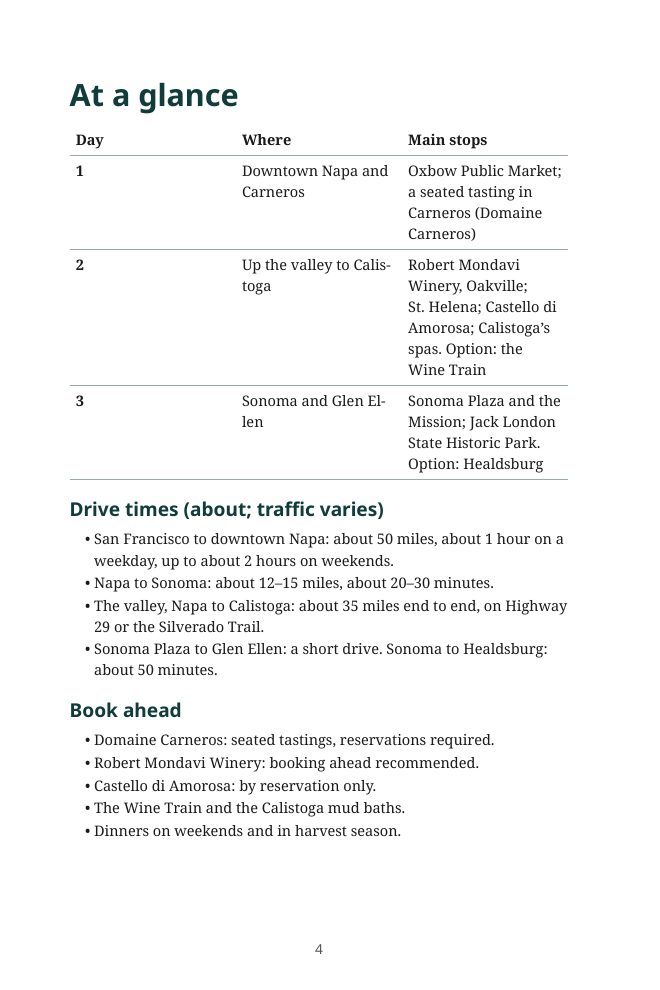 At a glance
Day Where Main stops
1 Downtown Napa and Oxbow Public Market;
Carneros a seated tasting in
Carneros (Domaine
Carneros)
2 Up the valley to Calis- Robert Mondavi
toga Winery, Oakville;
St. Helena; Castello di
Amorosa; Calistoga’s
spas. Option: the
Wine Train
3 Sonoma and Glen El- Sonoma Plaza and the
len Mission; Jack London
State Historic Park.
Option: Healdsburg
Drive times (about; traffic varies)
• San Francisco to downtown Napa: about 50 miles, about 1 hour on a
weekday, up to about 2 hours on weekends.
• Napa to Sonoma: about 12–15 miles, about 20–30 minutes.
• The valley, Napa to Calistoga: about 35 miles end to end, on Highway
29 or the Silverado Trail.
• Sonoma Plaza to Glen Ellen: a short drive. Sonoma to Healdsburg:
about 50 minutes.
Book ahead
• Domaine Carneros: seated tastings, reservations required.
• Robert Mondavi Winery: booking ahead recommended.
• Castello di Amorosa: by reservation only.
• The Wine Train and the Calistoga mud baths.
• Dinners on weekends and in harvest season.
4